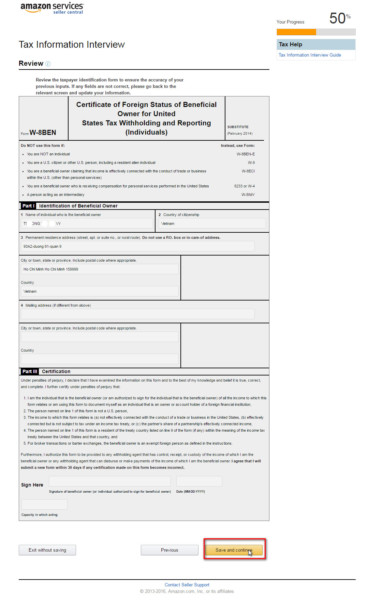 amazon services
seller central
Your Progress
50%
Tax Information Interview
Tax Help
Tax Information Interview Guide
Review
Review the taxpayer identification form to ensure the accuracy of your
previous inputs. If any fields are not correct, please go back to the
relevant screen and update your information.
Form W-8BEN
Certificate of Foreign Status of Beneficial
Owner for United
States Tax Withholding and Reporting
(Individuals)
SUBSTITUTE
(February 2014)
Do NOT use this form if:
Instead, use Form:
• You are NOT an individual
W-8BEN-E
• You are a U.S. citizen or other U.S. person, including a resident alien individual
W-9
• You are a beneficial owner claiming that income is effectively connected with the conduct of trade or business
within the U.S. (other than personal services)
W-8ECI
• You are a beneficial owner who is receiving compensation for personal services performed in the United States
8233 or W-4
• A person acting as an intermediary
W-8IMY
Part I Identification of Beneficial Owner
1 Name of individual who is the beneficial owner
2 Country of citizenship
Vietnam
3 Permanent residence address (street, apt. or suite no., or rural route). Do not use a P.O. box or in-care-of address.
City or town, state or province. Include postal code where appropriate.
Country
Vietnam
4 Mailing address (if different from above)
City or town, state or province. Include postal code where appropriate.
Country
Part III Certification
Under penalties of perjury, I declare that I have examined the information on this form and to the best of my knowledge and belief it is true, correct,
and complete. I further certify under penalties of perjury that:
1. I am the individual that is the beneficial owner (or am authorized to sign for the individual that is the beneficial owner) of all the income to which this
form relates or am using this form to document myself as an individual that is an owner or account holder of a foreign financial institution,
2. The person named on line 1 of this form is not a U.S. person,
3. The income to which this form relates is (a) not effectively connected with the conduct of a trade or business in the United States, (b) effectively
connected but is not subject to tax under an income tax treaty, or (c) the partner's share of a partnership's effectively connected income,
4. The person named on line 1 of this form is a resident of the treaty country listed on line 9 of the form (if any) within the meaning of the income tax
treaty between the United States and that country, and
5. For broker transactions or barter exchanges, the beneficial owner is an exempt foreign person as defined in the instructions.
Furthermore, I authorize this form to be provided to any withholding agent that has control, receipt, or custody of the income of which I am the
beneficial owner or any withholding agent that can disburse or make payments of the income of which I am the beneficial owner. I agree that I will
submit a new form within 30 days if any certification made on this form becomes incorrect.
Sign Here
Signature of beneficial owner (or individual authorized to sign for beneficial owner)
Date (MM-DD-YYYY)
Capacity in which acting
Exit without saving
Previous
Save and continue
Contact Seller Support
© 2013-2016, Amazon.com, Inc. or its affiliates